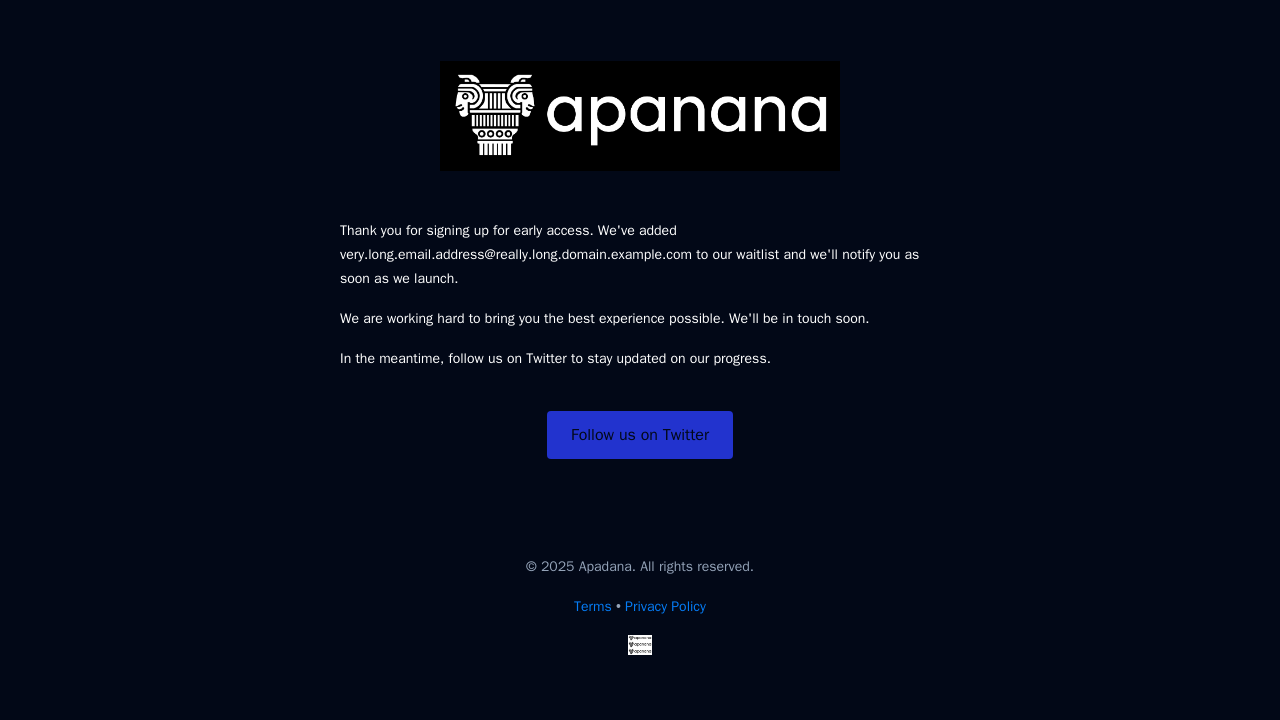 apanana
Thank you for signing up for early access. We've added
very.long.email.address@really.long.domain.example.com to our waitlist and we'll notify you as
soon as we launch.
We are working hard to bring you the best experience possible. We'll be in touch soon.
In the meantime, follow us on Twitter to stay updated on our progress.
Follow us on Twitter
© 2025 Apadana. All rights reserved.
Terms • Privacy Policy
apanana
apanana
apanana